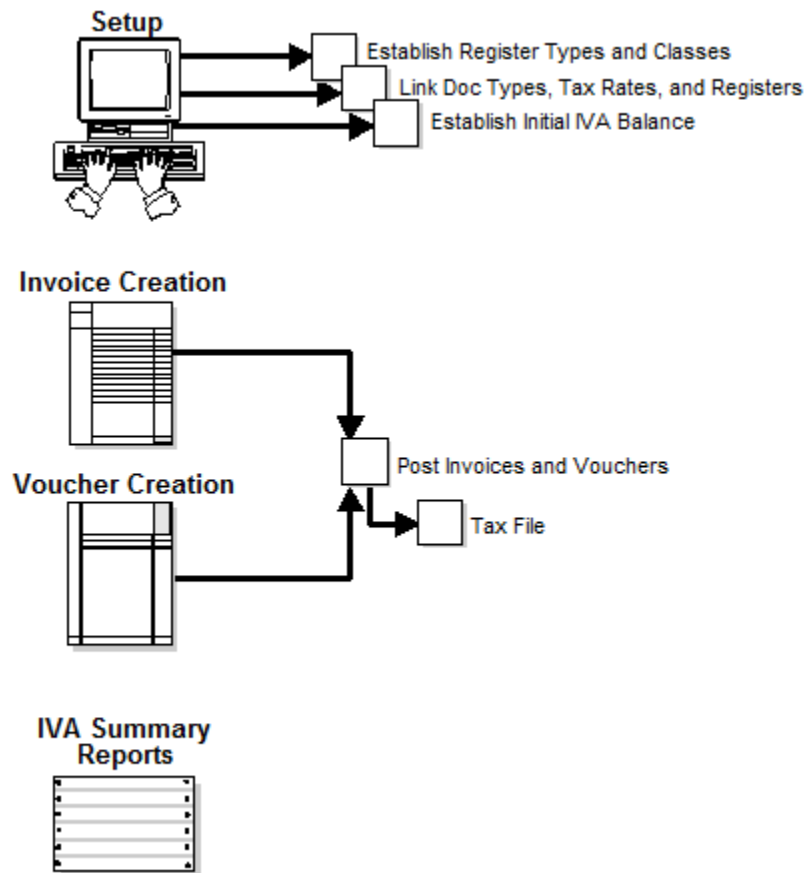 Setup
Establish Register Types and Classes
Link Doc Types, Tax Rates, and Registers
Establish Initial IVA Balance
Invoice Creation
Post Invoices and Vouchers
Voucher Creation
Tax File
IVA Summary
Reports